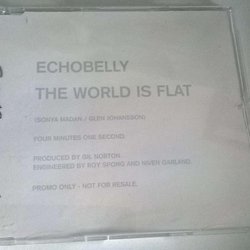 ECHOBELLY
THE WORLD IS FLAT
(SONYA MADAN / GLEN JOHANSSON)
FOUR MINUTES ONE SECOND
PRODUCED BY GIL NORTON.
ENGINEERED BY ROY SPONG AND NIVEN GARLAND.
PROMO ONLY - NOT FOR RESALE.